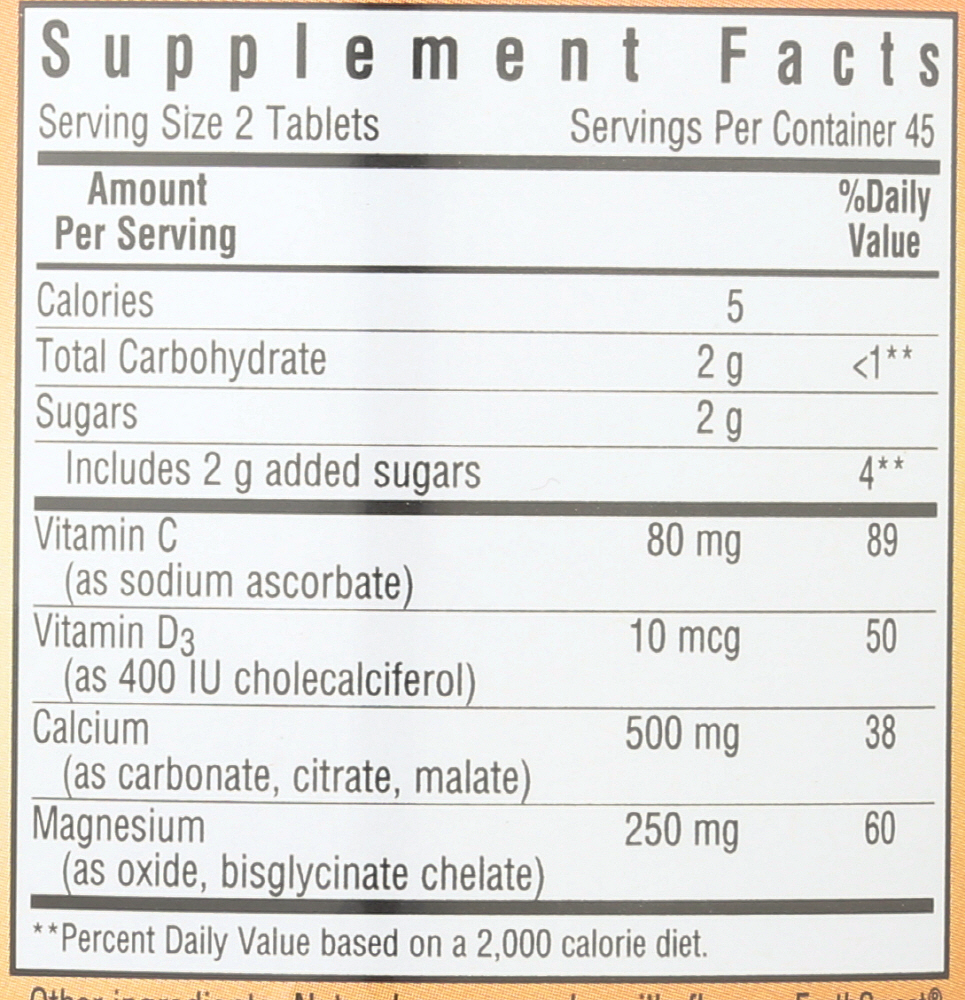 Supplement Facts
Serving Size 2 Tablets Servings Per Container 45
Amount Per Serving %Daily Value
Calories 5
Total Carbohydrate 2 g <1**
Sugars 2 g
Includes 2 g added sugars 4**
Vitamin C 80 mg 89
(as sodium ascorbate)
Vitamin D3 10 mcg 50
(as 400 IU cholecalciferol)
Calcium 500 mg 38
(as carbonate, citrate, malate)
Magnesium 250 mg 60
(as oxide, bisglycinate chelate)
**Percent Daily Value based on a 2,000 calorie diet.